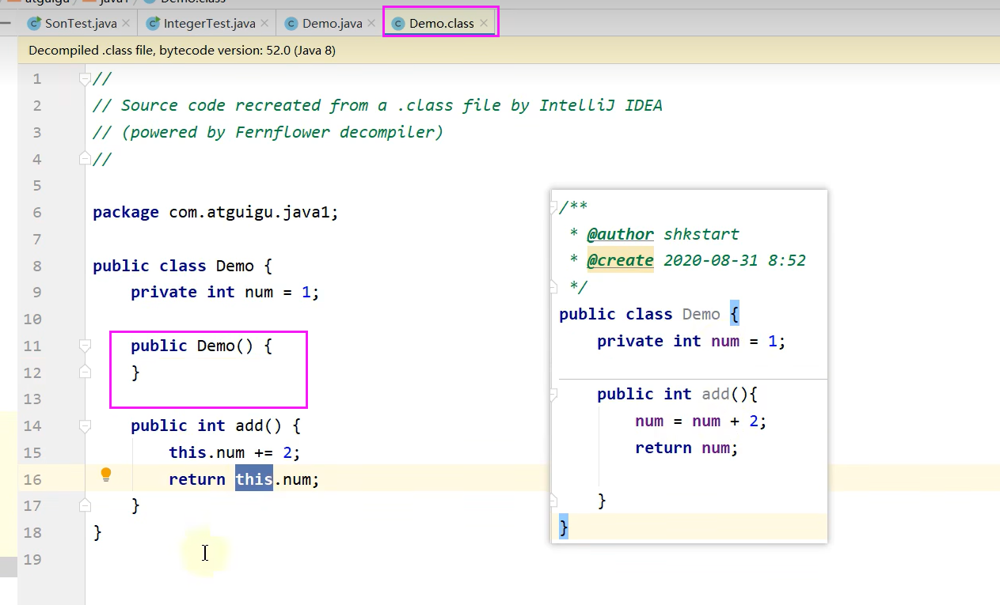 atguigu java1 Demo.class
SonTest.java IntegerTest.java Demo.java Demo.class
Decompiled .class file, bytecode version: 52.0 (Java 8)
1 //
2 // Source code recreated from a .class file by IntelliJ IDEA
3 // (powered by Fernflower decompiler)
4 //
5
6 package com.atguigu.java1;
7
8 public class Demo {
9 private int num = 1;
10
11 public Demo() {
12 }
13
14 public int add() {
15 this.num += 2;
16 return this.num;
17 }
18 }
19
/**
* @author shkstart
* @create 2020-08-31 8:52
*/
public class Demo {
private int num = 1;
public int add(){
num = num + 2;
return num;
}
}